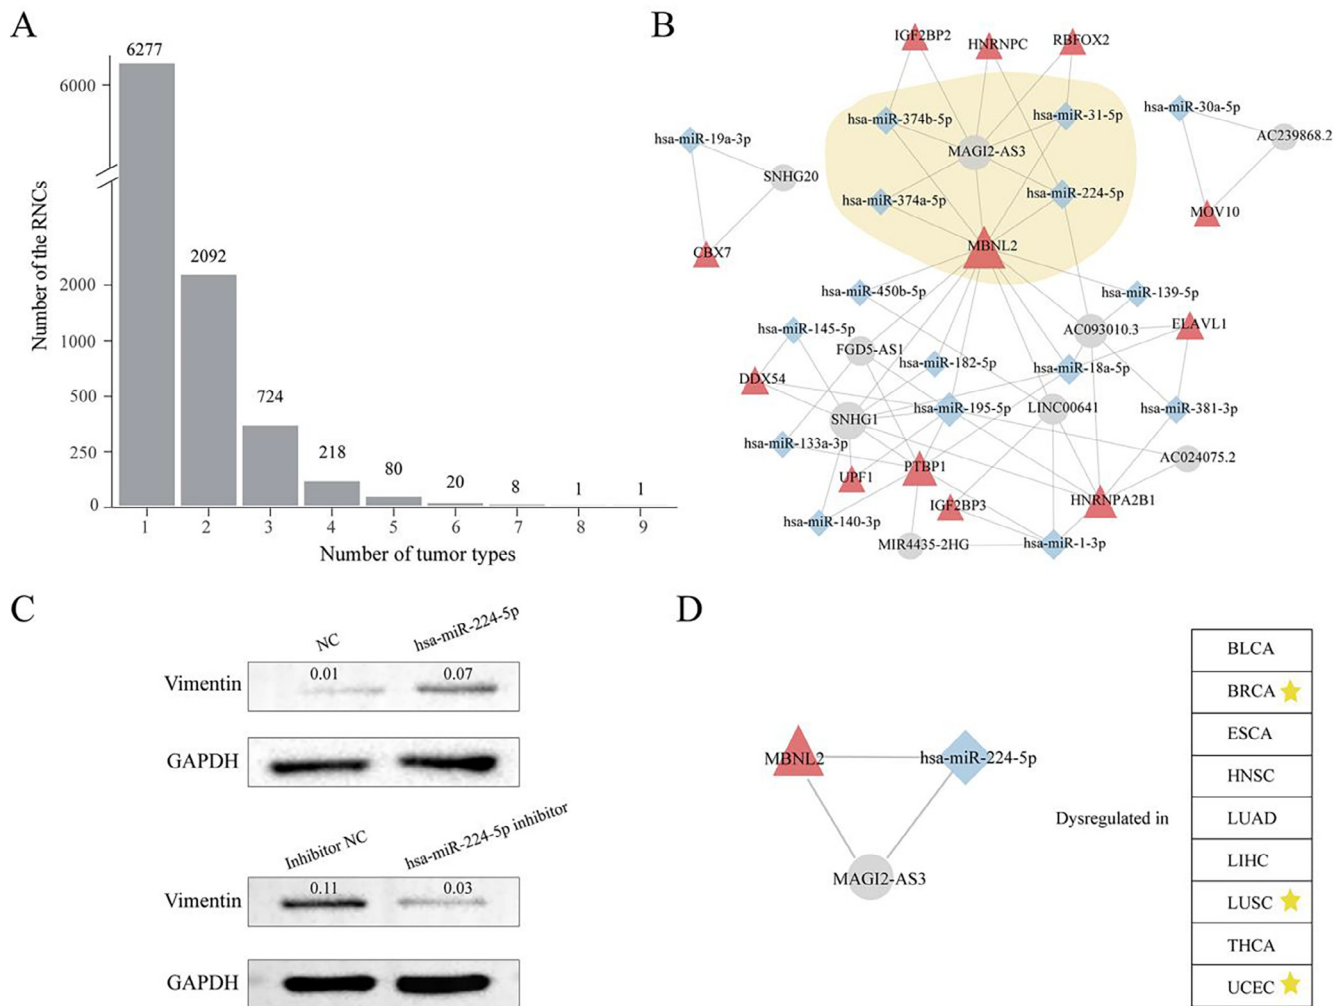 A
6277
6000
2092
2000
1000
724
500
250
218
80
20
8
1
1
0
1
2
3
4
5
6
7
8
9
Number of the RNCs
Number of tumor types
B
IGF2BP2
HNRNPC
RBFOX2
hsa-miR-374b-5p
hsa-miR-31-5p
hsa-miR-30a-5p
hsa-miR-19a-3p
MAGI2-AS3
AC239868.2
SNHG20
hsa-miR-374a-5p
hsa-miR-224-5p
MOV10
CBX7
MBNL2
hsa-miR-450b-5p
hsa-miR-139-5p
hsa-miR-145-5p
AC093010.3
ELAVL1
FGD5-AS1
hsa-miR-182-5p
hsa-miR-18a-5p
DDX54
SNHG1
hsa-miR-195-5p
LINC00641
hsa-miR-381-3p
hsa-miR-133a-3p
AC024075.2
UPF1
PTBP1
IGF2BP3
HNRNPA2B1
hsa-miR-140-3p
MIR4435-2HG
hsa-miR-1-3p
C
NC
hsa-miR-224-5p
Vimentin
0.01
0.07
GAPDH
Inhibitor NC
hsa-miR-224-5p inhibitor
Vimentin
0.11
0.03
GAPDH
D
MBNL2
hsa-miR-224-5p
MAGI2-AS3
Dysregulated in
BLCA
BRCA
ESCA
HNSC
LUAD
LIHC
LUSC
THCA
UCEC